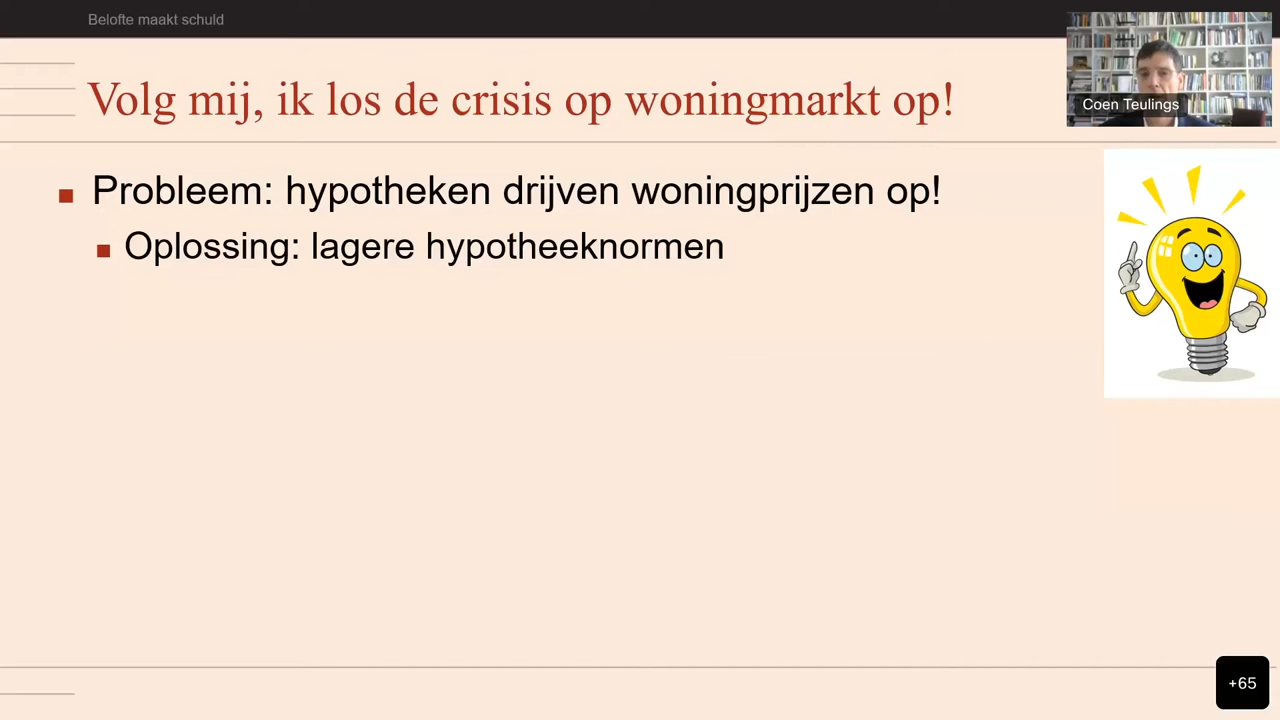 Belofte maakt schuld
Volg mij, ik los de crisis op woningmarkt op!
Coen Teulings
Probleem: hypotheken drijven woningprijzen op!
Oplossing: lagere hypotheeknormen
+65